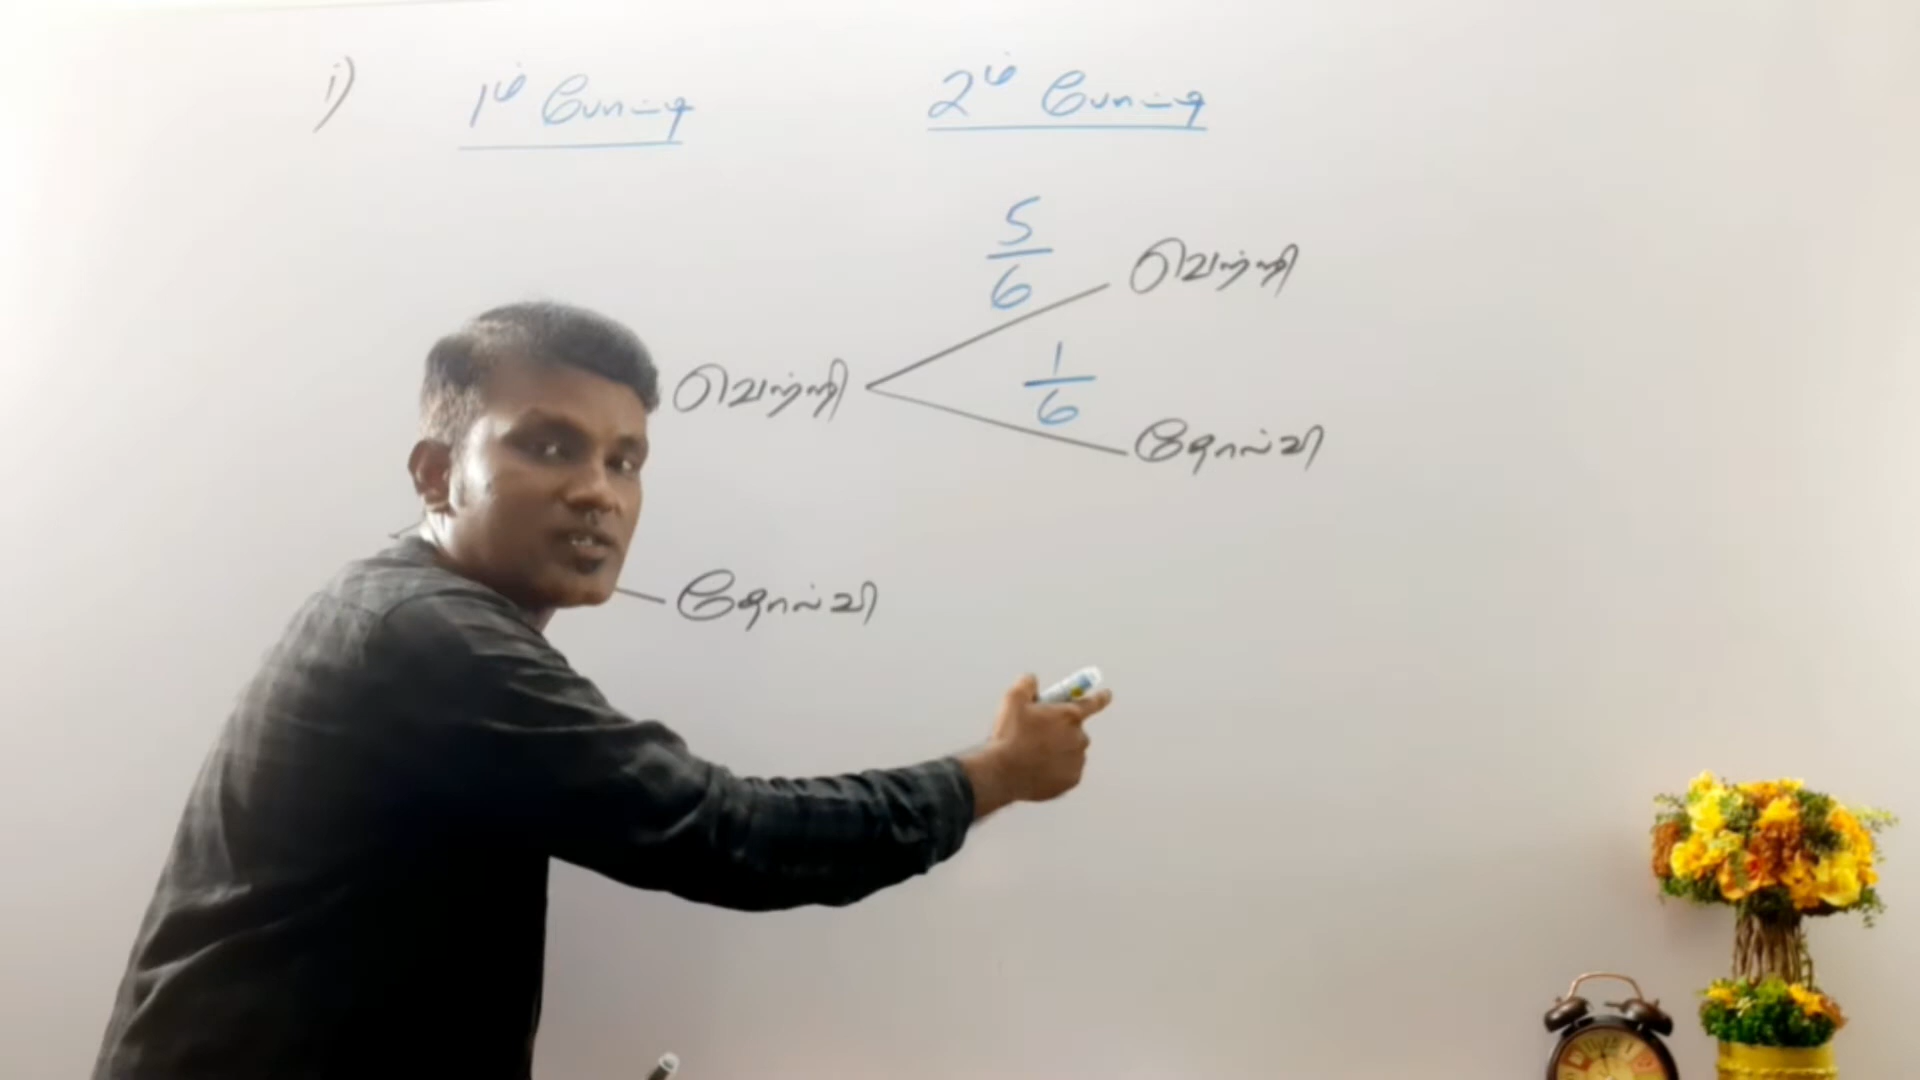 i) 1ம் போட்டி 2ம் போட்டி
5/6
வெற்றி
வெற்றி
1/6
தோல்வி
தோல்வி